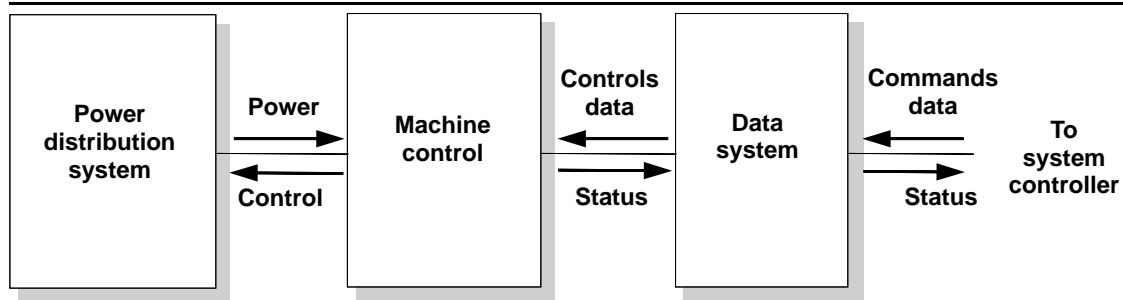 Power
distribution
system
Power
Control
Machine
control
Controls
data
Status
Data
system
Commands
data
Status
To
system
controller